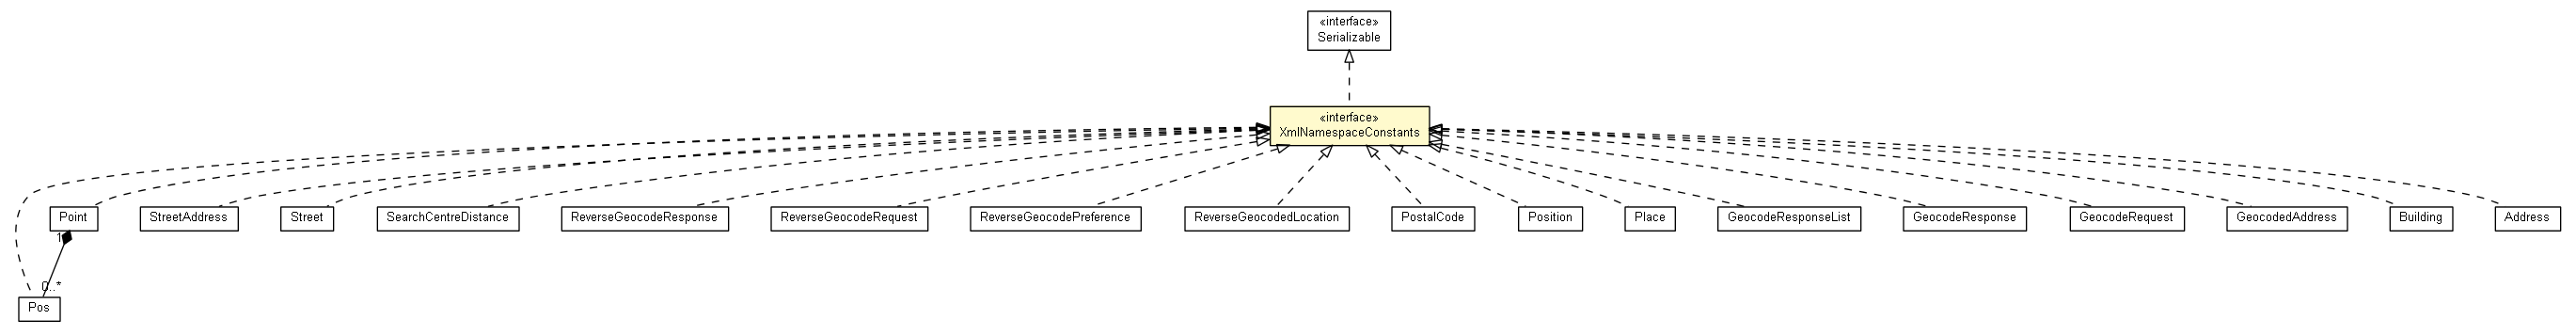 «interface»
Serializable
«interface»
XmlNamespaceConstants
Point
StreetAddress
Street
SearchCentreDistance
ReverseGeocodeResponse
ReverseGeocodeRequest
ReverseGeocodePreference
ReverseGeocodedLocation
PostalCode
Position
Place
GeocodeResponseList
GeocodeResponse
GeocodeRequest
GeocodedAddress
Building
Address
1
0..*
Pos